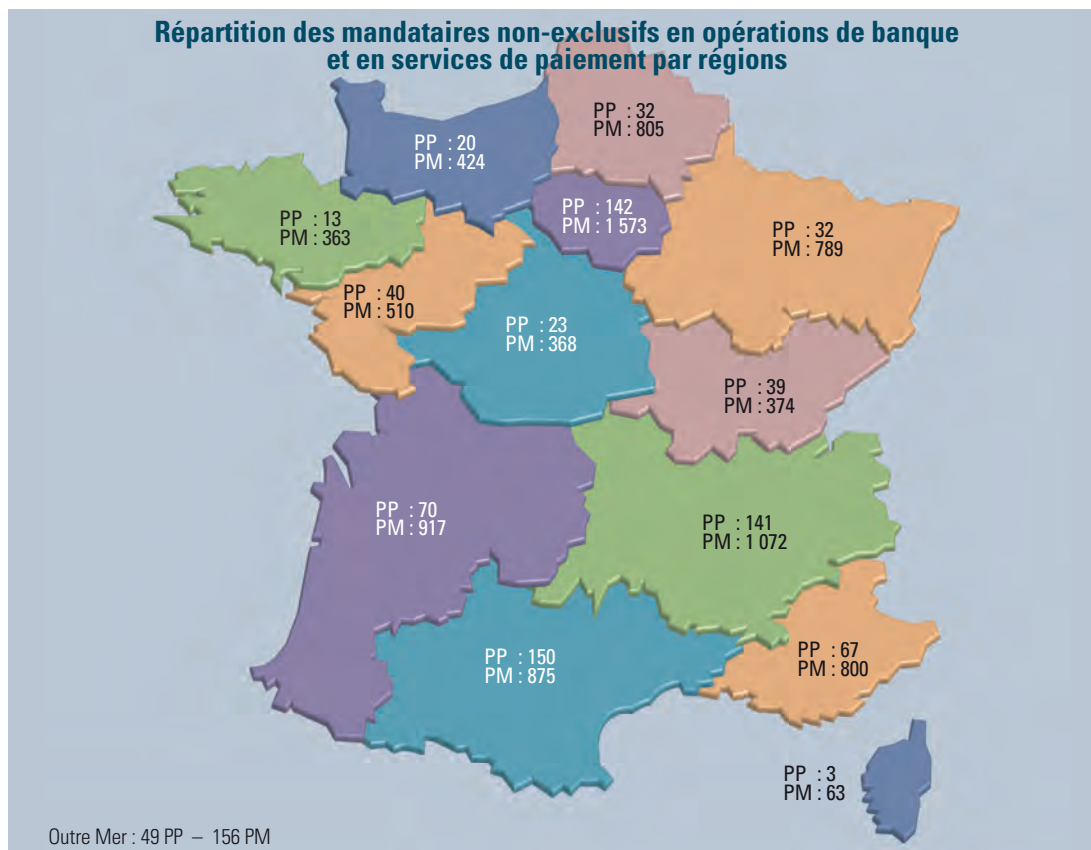 Répartition des mandataires non-exclusifs en opérations de banque
et en services de paiement par régions
PP : 32
PM : 805
PP : 20
PM : 424
PP : 142
PM : 1 573
PP : 13
PM : 363
PP : 32
PM : 789
PP : 40
PM : 510
PP : 23
PM : 368
PP : 39
PM : 374
PP : 70
PM : 917
PP : 141
PM : 1 072
PP : 150
PM : 875
PP : 67
PM : 800
PP : 3
PM : 63
Outre Mer : 49 PP – 156 PM